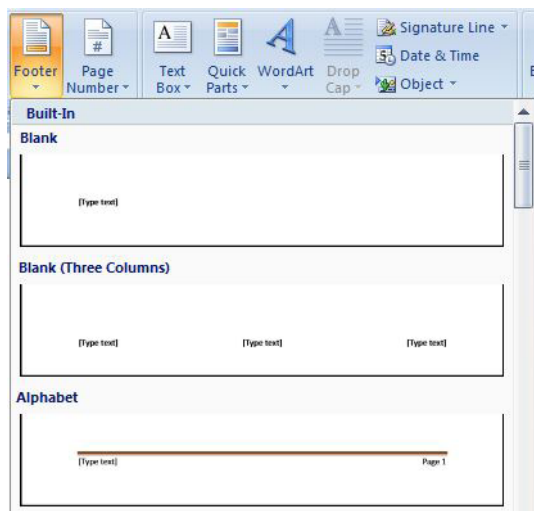 Signature Line
Date & Time
Object
Footer
Page
Number
Text
Box
Quick
Parts
WordArt
Drop
Cap
A
#
A
A
Built-In
Blank
[Type text]
Blank (Three Columns)
[Type text] [Type text] [Type text]
Alphabet
[Type text] Page 1